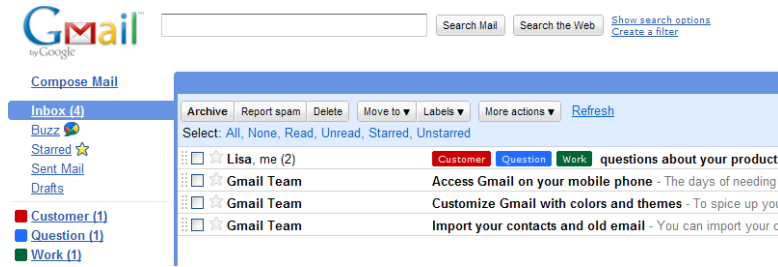 Gmail™
by Google
Search Mail Search the Web Show search options
Create a filter
Compose Mail
Inbox (4)
Buzz
Starred
Sent Mail
Drafts
Customer (1)
Question (1)
Work (1)
Archive Report spam Delete Move to ▼ Labels ▼ More actions ▼ Refresh
Select: All, None, Read, Unread, Starred, Unstarred
Lisa, me (2) Customer Question Work questions about your product
Gmail Team Access Gmail on your mobile phone - The days of needing
Gmail Team Customize Gmail with colors and themes - To spice up you
Gmail Team Import your contacts and old email - You can import your c